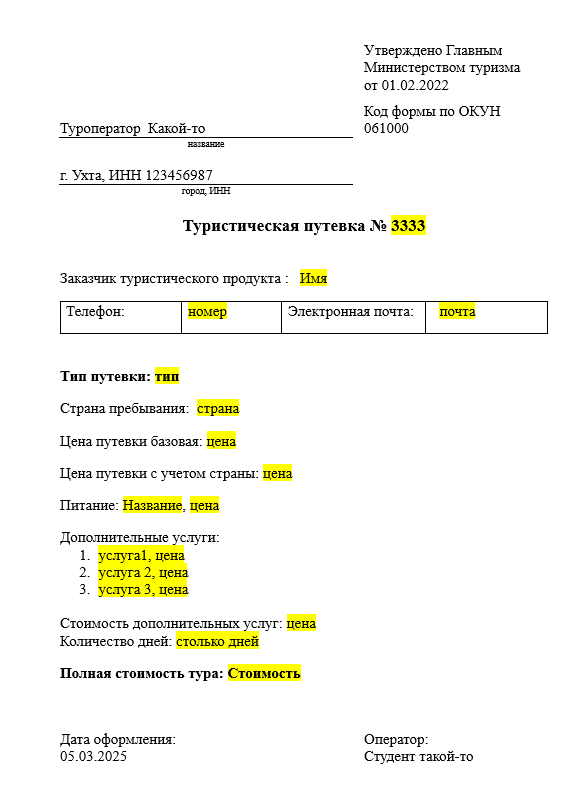 Утверждено Главным
Министерством туризма
от 01.02.2022
Код формы по ОКУН
061000
Туроператор Какой-то
название
г. Ухта, ИНН 123456987
город, ИНН
Туристическая путевка № 3333
Заказчик туристического продукта : Имя
Телефон: номер Электронная почта: почта
Тип путевки: тип
Страна пребывания: страна
Цена путевки базовая: цена
Цена путевки с учетом страны: цена
Питание: Название, цена
Дополнительные услуги:
1. услуга1, цена
2. услуга 2, цена
3. услуга 3, цена
Стоимость дополнительных услуг: цена
Количество дней: столько дней
Полная стоимость тура: Стоимость
Дата оформления:
05.03.2025
Оператор:
Студент такой-то